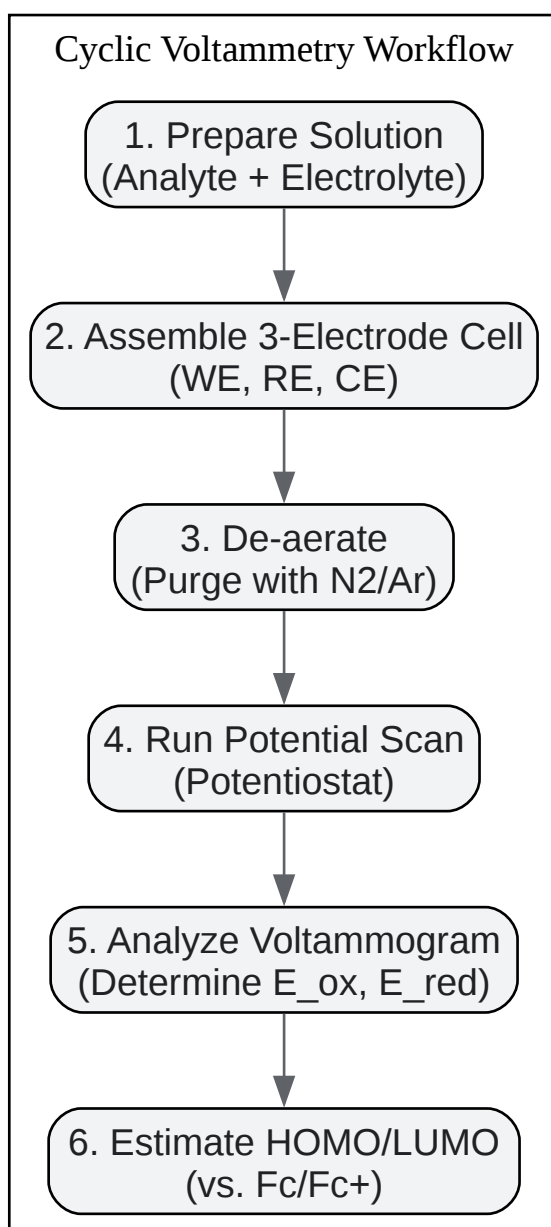 Cyclic Voltammetry Workflow
1. Prepare Solution
(Analyte + Electrolyte)
2. Assemble 3-Electrode Cell
(WE, RE, CE)
3. De-aerate
(Purge with N2/Ar)
4. Run Potential Scan
(Potentiostat)
5. Analyze Voltammogram
(Determine E_ox, E_red)
6. Estimate HOMO/LUMO
(vs. Fc/Fc+)